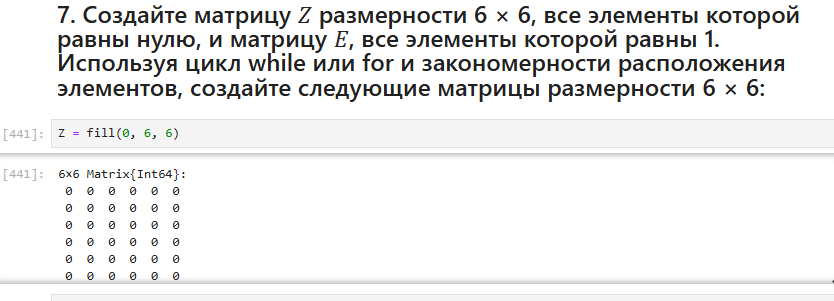 7. Создайте матрицу Z размерности 6 × 6, все элементы которой
равны нулю, и матрицу E, все элементы которой равны 1.
Используя цикл while или for и закономерности расположения
элементов, создайте следующие матрицы размерности 6 × 6:
[441]: Z = fill(0, 6, 6)
[441]: 6×6 Matrix{Int64}:
0 0 0 0 0 0
0 0 0 0 0 0
0 0 0 0 0 0
0 0 0 0 0 0
0 0 0 0 0 0
0 0 0 0 0 0